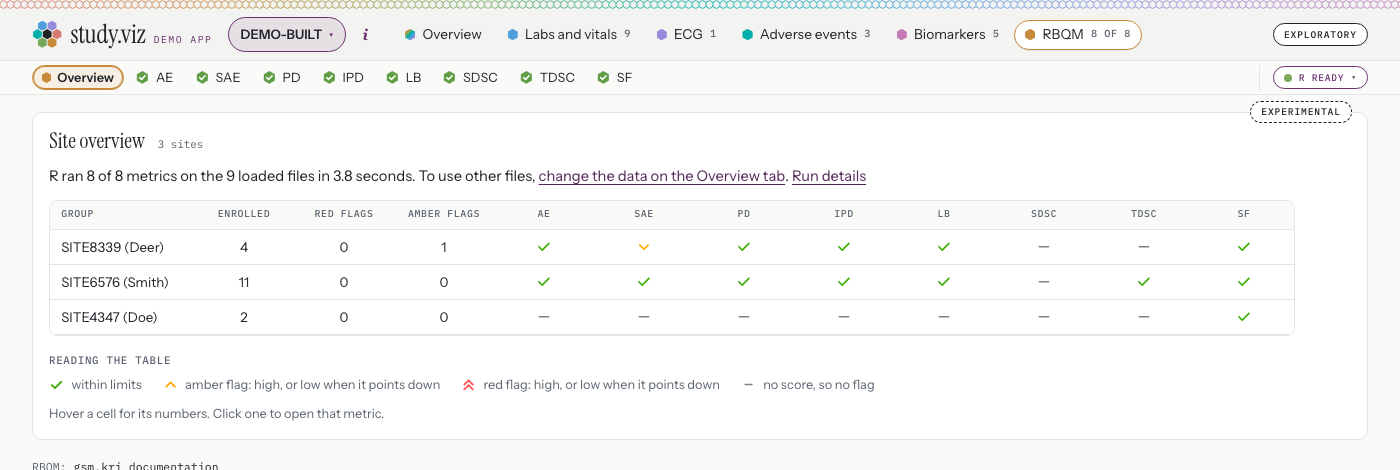 study.viz DEMO APP DEMO-BUILT i Overview Labs and vitals 9 ECG 1 Adverse events 3 Biomarkers 5 RBQM 8 OF 8 EXPLORATORY
Overview AE SAE PD IPD LB SDSC TDSC SF R READY
EXPERIMENTAL
Site overview 3 sites
R ran 8 of 8 metrics on the 9 loaded files in 3.8 seconds. To use other files, change the data on the Overview tab. Run details
GROUP ENROLLED RED FLAGS AMBER FLAGS AE SAE PD IPD LB SDSC TDSC SF
SITE8339 (Deer) 4 0 1 — —
SITE6576 (Smith) 11 0 0 —
SITE4347 (Doe) 2 0 0 — — — — — — —
READING THE TABLE
within limits amber flag: high, or low when it points down red flag: high, or low when it points down — no score, so no flag
Hover a cell for its numbers. Click one to open that metric.
RBQM: gsm.kri documentation